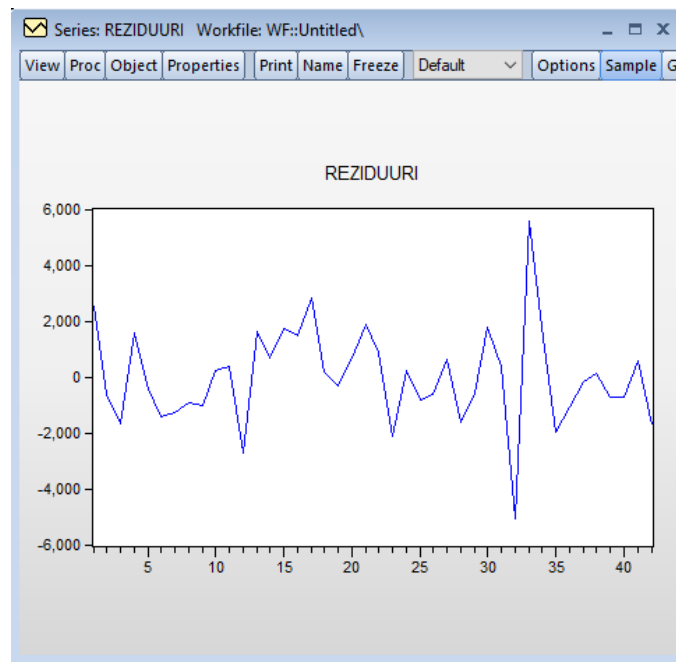 Series: REZIDUURI Workfile: WF::Untitled\
View Proc Object Properties Print Name Freeze Default Options Sample G
REZIDUURI
6,000
4,000
2,000
0
-2,000
-4,000
-6,000
5 10 15 20 25 30 35 40